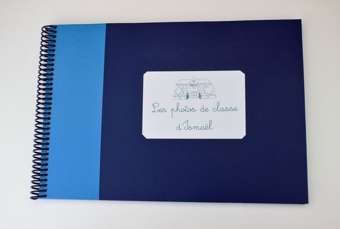 Les photos de classe
d'Ismaël